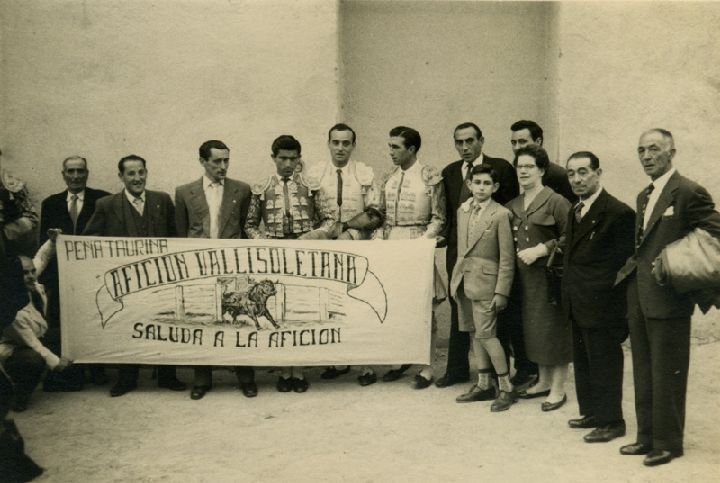 PEÑA TAURINA
AFICION VALLISOLETANA
SALUDA A LA AFICION